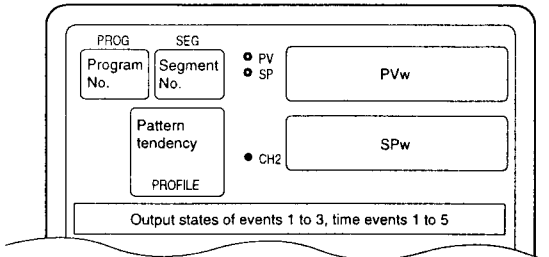 PROG SEG
Program No.
Segment No.
PV
SP
PVw
Pattern tendency
PROFILE
CH2
SPw
Output states of events 1 to 3, time events 1 to 5